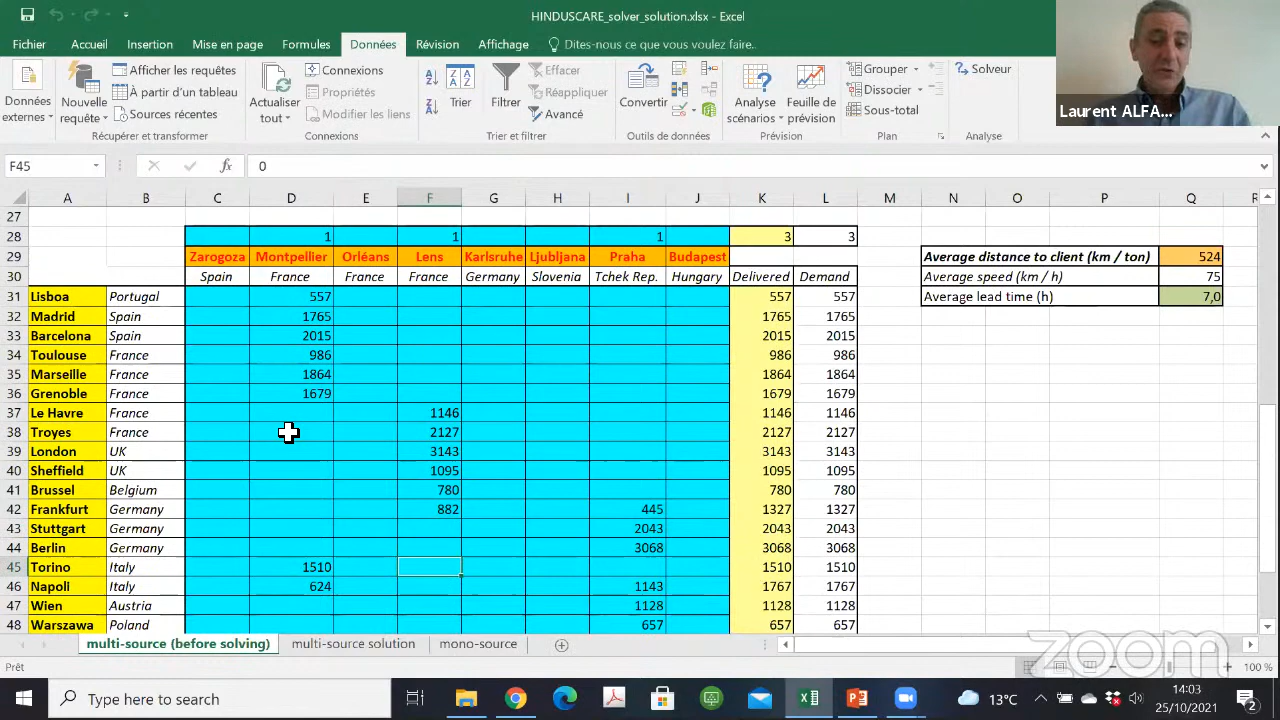 HINDUSCARE_solver_solution.xlsx - Excel
Fichier Accueil Insertion Mise en page Formules Données Révision Affichage Dites-nous ce que vous voulez faire..
Données externes
Nouvelle requête
Afficher les requêtes
À partir d'un tableau
Sources récentes
Récupérer et transformer
Actualiser tout
Connexions
Propriétés
Modifier les liens
Connexions
Trier
Filtrer
Effacer
Réappliquer
Avancé
Trier et filtrer
Convertir
Outils de données
Analyse scénarios
Feuille de prévision
Prévision
Grouper
Dissocier
Sous-total
Plan
Solveur
Analyse
Laurent ALFA...
F45 fx 0
A B C D E F G H I J K L M N O P Q R
27
28 1 1 1 3 3
29 Zarogoza Montpellier Orléans Lens Karlsruhe Ljubljana Praha Budapest Average distance to client (km / ton) 524
30 Spain France France France Germany Slovenia Tchek Rep. Hungary Delivered Demand Average speed (km / h) 75
31 Lisboa Portugal 557 557 557 Average lead time (h) 7,0
32 Madrid Spain 1765 1765 1765
33 Barcelona Spain 2015 2015 2015
34 Toulouse France 986 986 986
35 Marseille France 1864 1864 1864
36 Grenoble France 1679 1679 1679
37 Le Havre France 1146 1146 1146
38 Troyes France 2127 2127 2127
39 London UK 3143 3143 3143
40 Sheffield UK 1095 1095 1095
41 Brussel Belgium 780 780 780
42 Frankfurt Germany 882 445 1327 1327
43 Stuttgart Germany 2043 2043 2043
44 Berlin Germany 3068 3068 3068
45 Torino Italy 1510 1510 1510
46 Napoli Italy 624 1143 1767 1767
47 Wien Austria 1128 1128 1128
48 Warszawa Poland 657 657 657
multi-source (before solving) multi-source solution mono-source
zoom
Prêt 100 %
Type here to search
13°C
14:03
25/10/2021
2